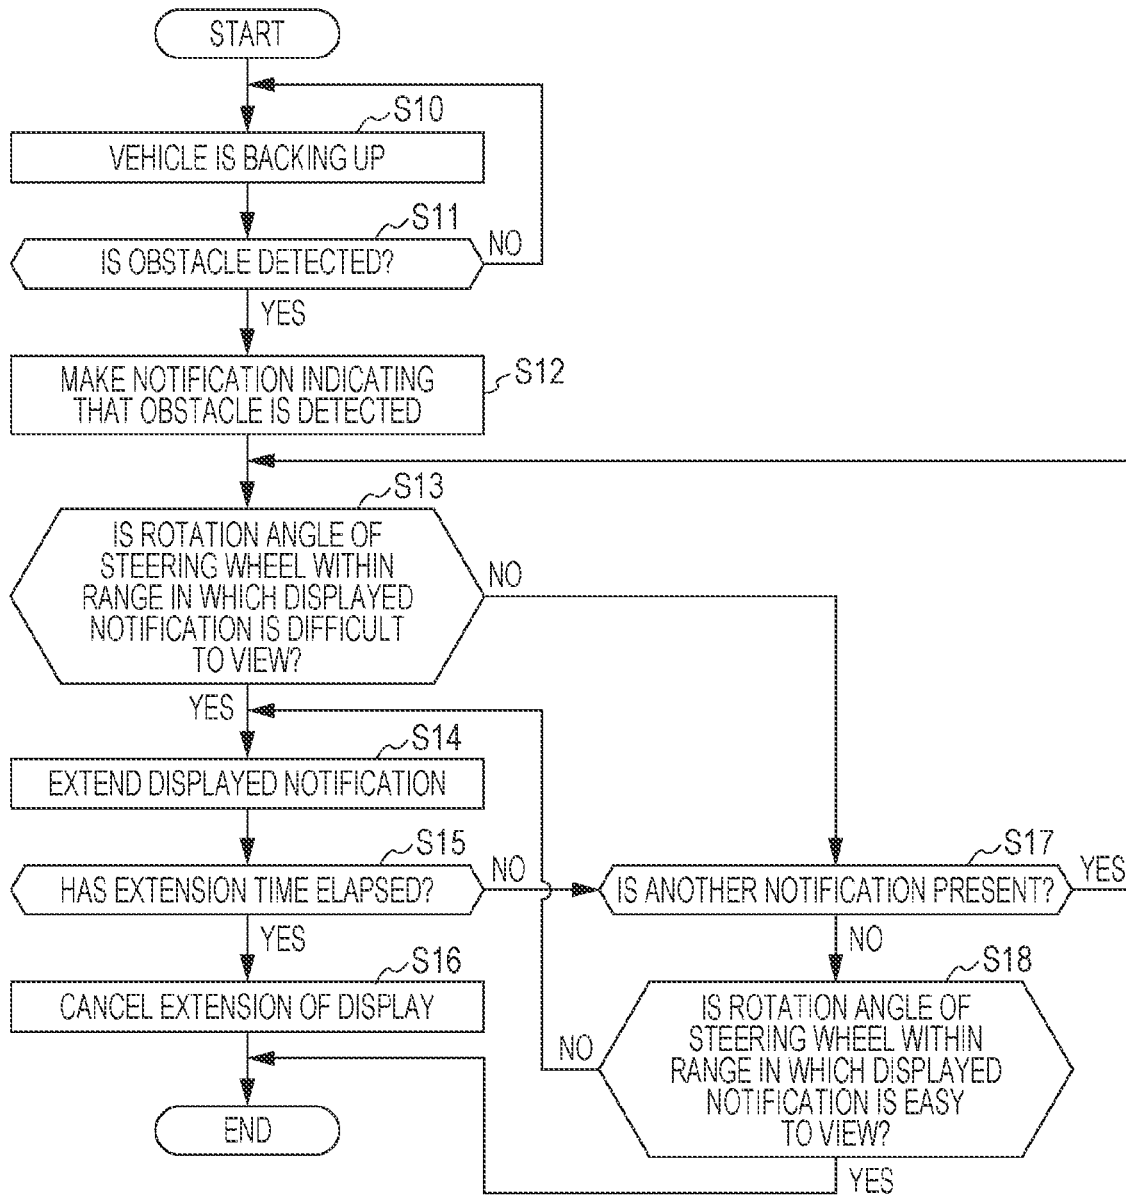 START
S10
VEHICLE IS BACKING UP
S11
IS OBSTACLE DETECTED?
NO
YES
S12
MAKE NOTIFICATION INDICATING
THAT OBSTACLE IS DETECTED
S13
IS ROTATION ANGLE OF
STEERING WHEEL WITHIN
RANGE IN WHICH DISPLAYED
NOTIFICATION IS DIFFICULT
TO VIEW?
NO
YES
S14
EXTEND DISPLAYED NOTIFICATION
S15
HAS EXTENSION TIME ELAPSED?
NO
S17
IS ANOTHER NOTIFICATION PRESENT?
YES
YES
NO
S16
CANCEL EXTENSION OF DISPLAY
S18
IS ROTATION ANGLE OF
STEERING WHEEL WITHIN
RANGE IN WHICH DISPLAYED
NOTIFICATION IS EASY
TO VIEW?
NO
YES
END